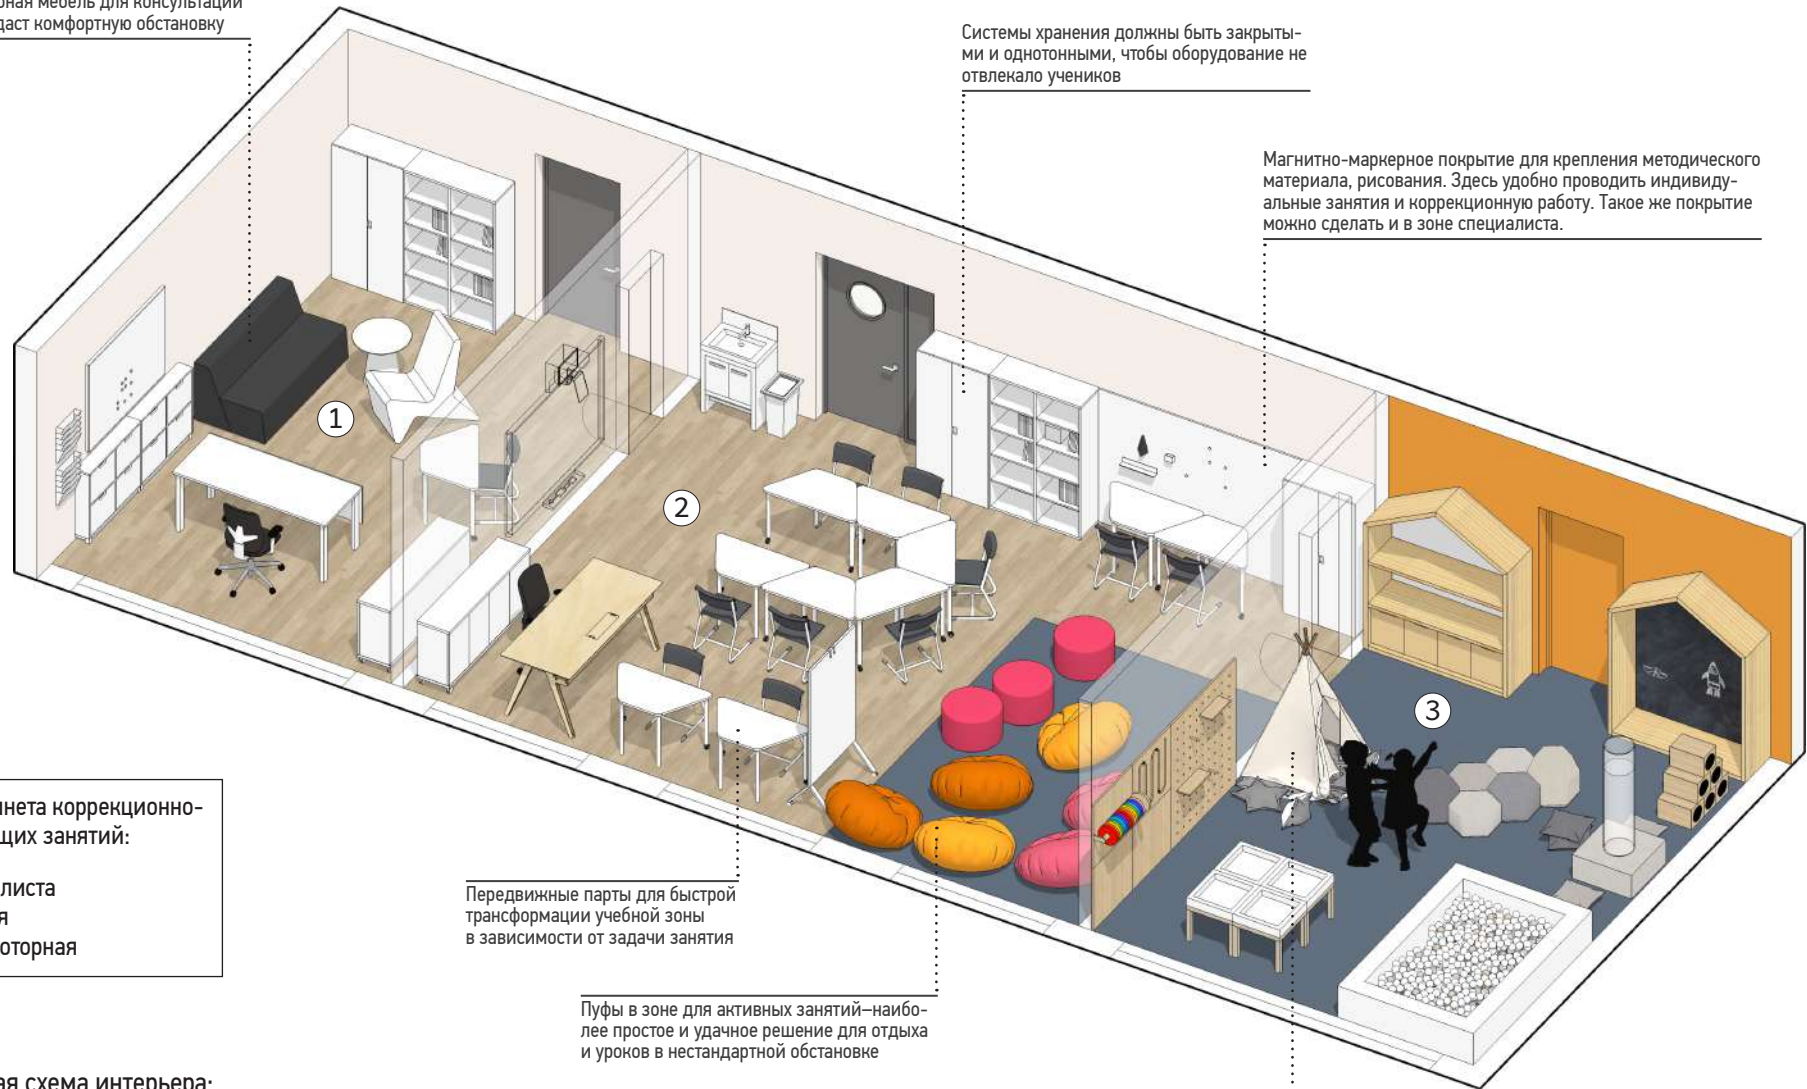 ная мебель для консультаций
даст комфортную обстановку
Системы хранения должны быть закрыты-
ми и однотонными, чтобы оборудование не
отвлекало учеников
Магнитно-маркерное покрытие для крепления методического
материала, рисования. Здесь удобно проводить индивиду-
альные занятия и коррекционную работу. Такое же покрытие
можно сделать и в зоне специалиста.
1
2
3
инета коррекционно-
щих занятий:
листа
я
оторная
Передвижные парты для быстрой
трансформации учебной зоны
в зависимости от задачи занятия
Пуфы в зоне для активных занятий–наибо-
лее простое и удачное решение для отдыха
и уроков в нестандартной обстановке
ая схема интерьера: